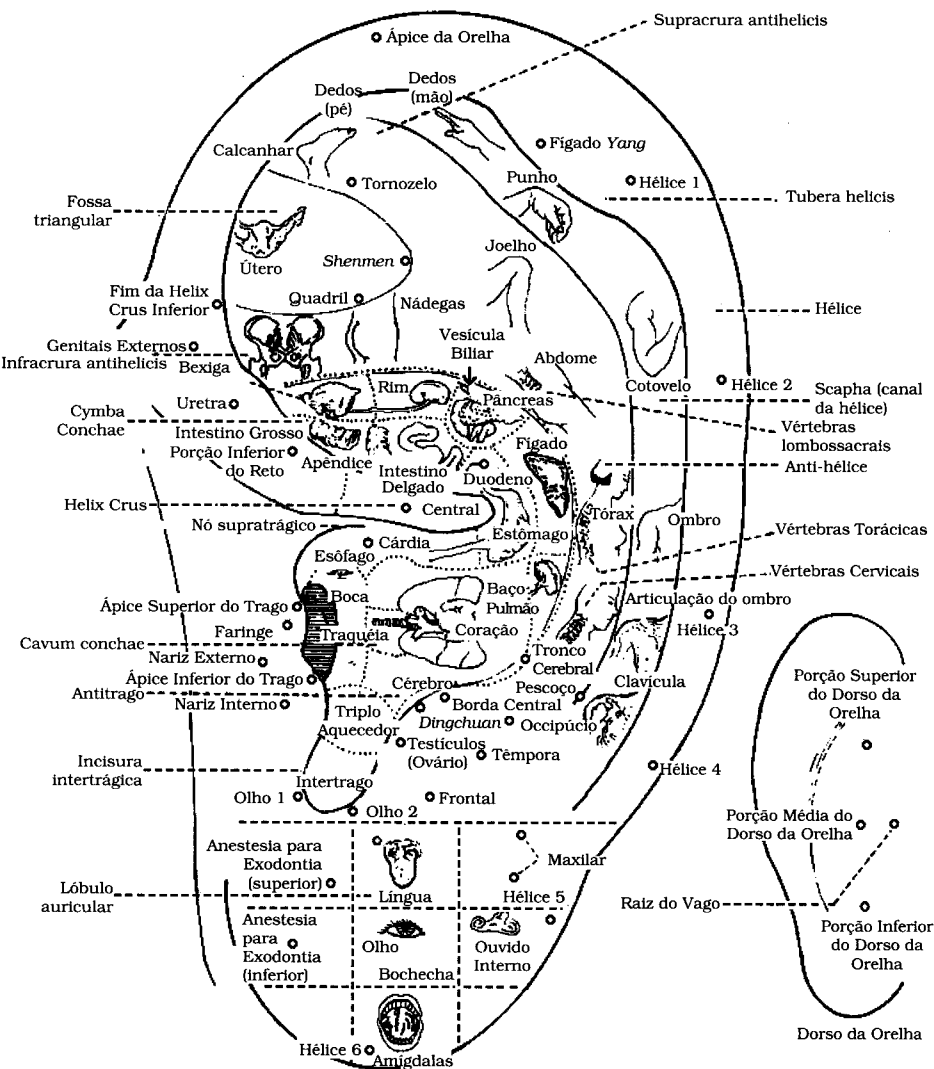 Supracrura antihelicis
Ápice da Orelha
Dedos
(mão)
Dedos
(pé)
Calcanhar
Fígado Yang
Tornozelo
Punho
Hélice 1
Tubera helicis
Fossa
triangular
Joelho
Útero
Shenmen
Fim da Helix
Crus Inferior
Quadril
Nádegas
Hélice
Vesícula
Biliar
Genitais Externos
Infracrura antihelicis
Bexiga
Abdome
Rim
Cotovelo
Hélice 2
Pâncreas
Uretra
Scapha (canal
da hélice)
Cymba
Conchae
Vértebras
lombossacrais
Intestino Grosso
Porção Inferior
do Reto
Apêndice
Intestino
Delgado
Duodeno
Fígado
Anti-hélice
Helix Crus
Central
Tórax
Ombro
Nó supratrágico
Estômago
Vértebras Torácicas
Cárdia
Esôfago
Vértebras Cervicais
Boca
Baço
Pulmão
Articulação do ombro
Ápice Superior do Trago
Faringe
Traquéia
Coração
Hélice 3
Cavum conchae
Tronco
Cerebral
Nariz Externo
Ápice Inferior do Trago
Cérebro
Pescoço
Clavícula
Antitrago
Borda Central
Nariz Interno
Triplo
Aquecedor
Dingchuan
Occipúcio
Testículos
(Ovário)
Têmpora
Incisura
intertrágica
Hélice 4
Intertrago
Olho 1
Olho 2
Frontal
Anestesia para
Exodontia
(superior)
Língua
Maxilar
Hélice 5
Lóbulo
auricular
Anestesia
para
Exodontia
(inferior)
Olho
Bochecha
Ouvido
Interno
Hélice 6
Amígdalas
Porção Superior
do Dorso da
Orelha
Porção Média do
Dorso da Orelha
Raiz do Vago
Porção Inferior
do Dorso da
Orelha
Dorso da Orelha